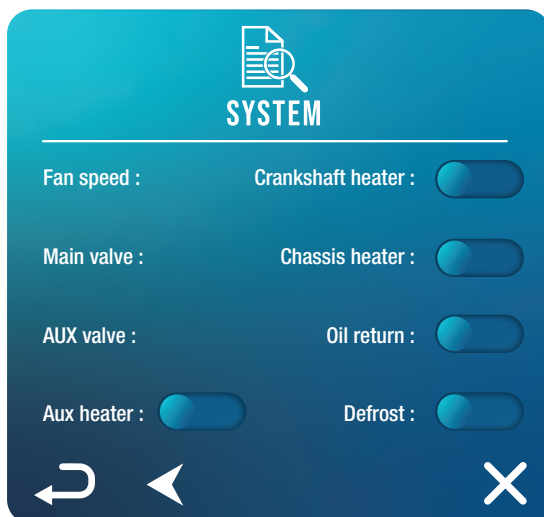 SYSTEM
Fan speed :
Crankshaft heater :
Main valve :
Chassis heater :
AUX valve :
Oil return :
Aux heater :
Defrost :